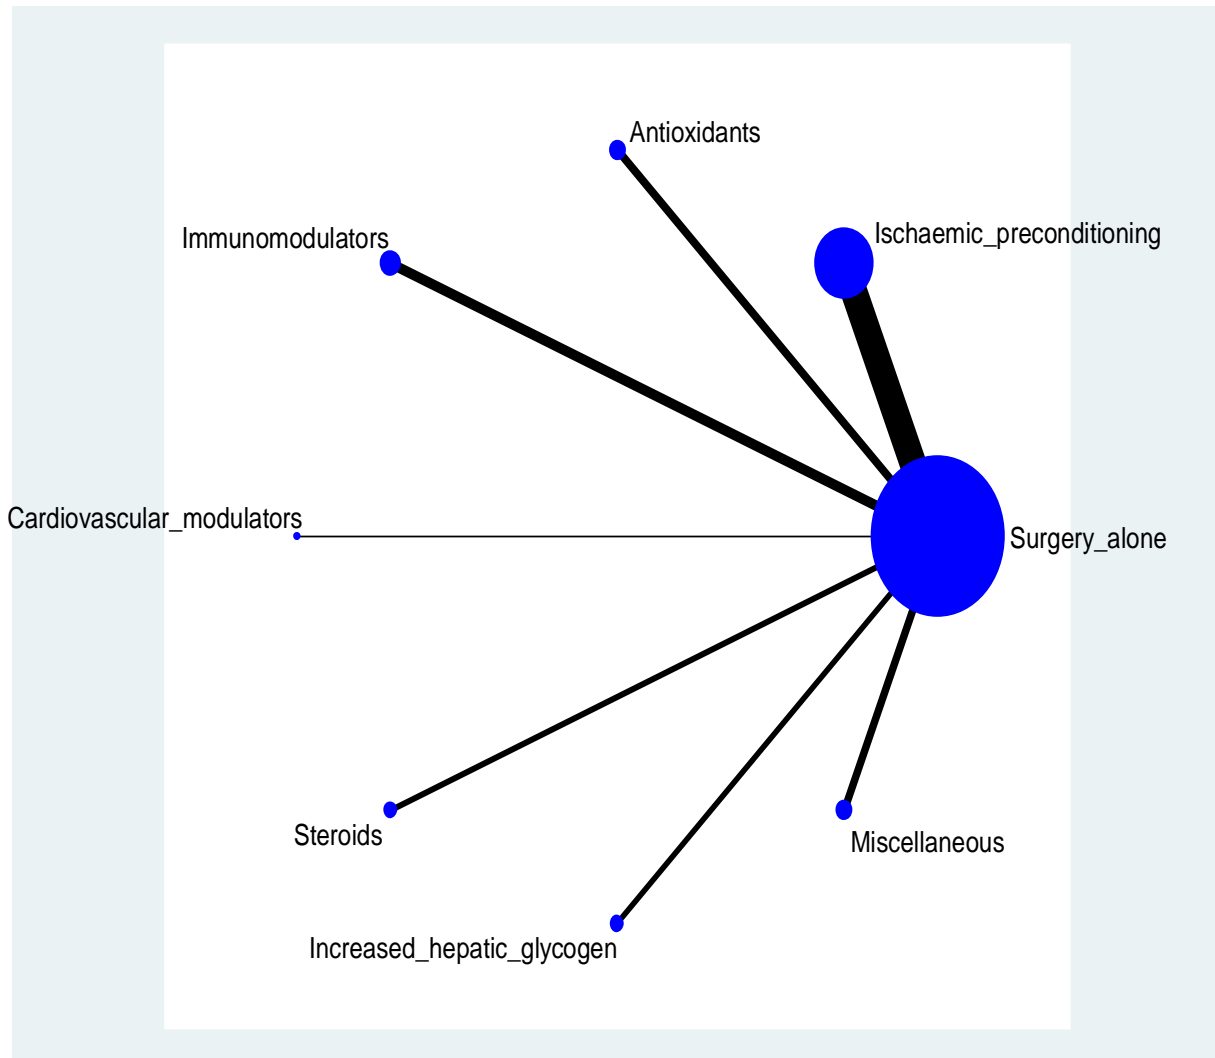 Antioxidants
Ischaemic_preconditioning
Immunomodulators
Cardiovascular_modulators
Surgery_alone
Steroids
Miscellaneous
Increased_hepatic_glycogen